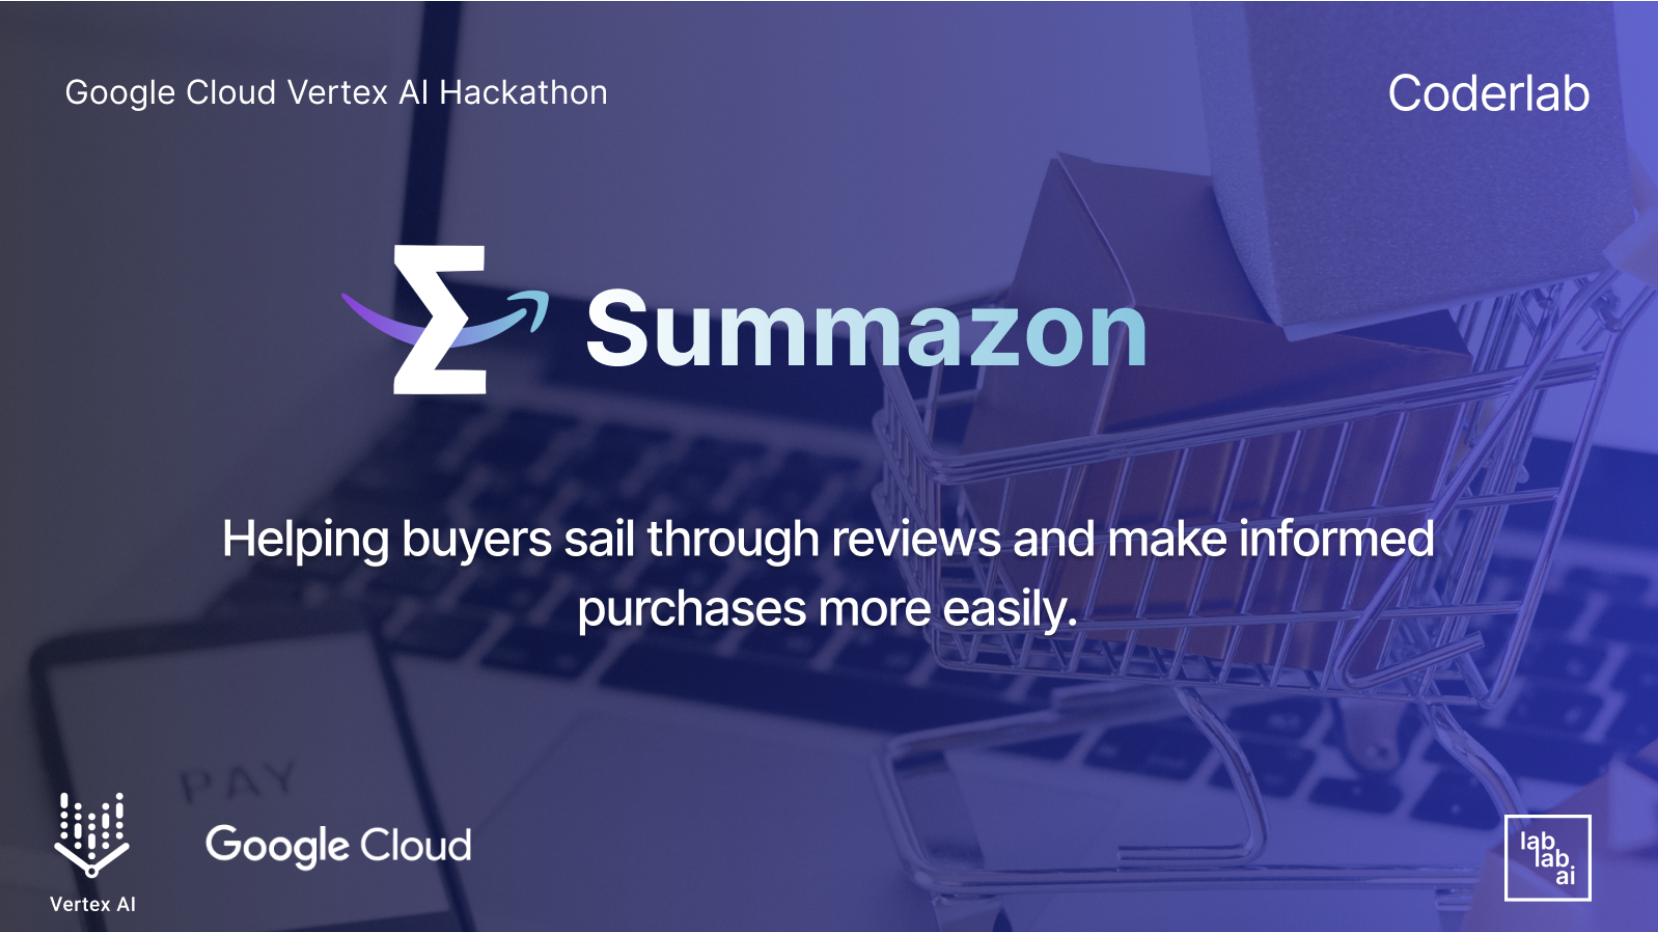 Google Cloud Vertex AI Hackathon
Coderlab
Σ Summazon
Helping buyers sail through reviews and make informed
purchases more easily.
PAY
Vertex AI
Google Cloud
lab
lab
ai